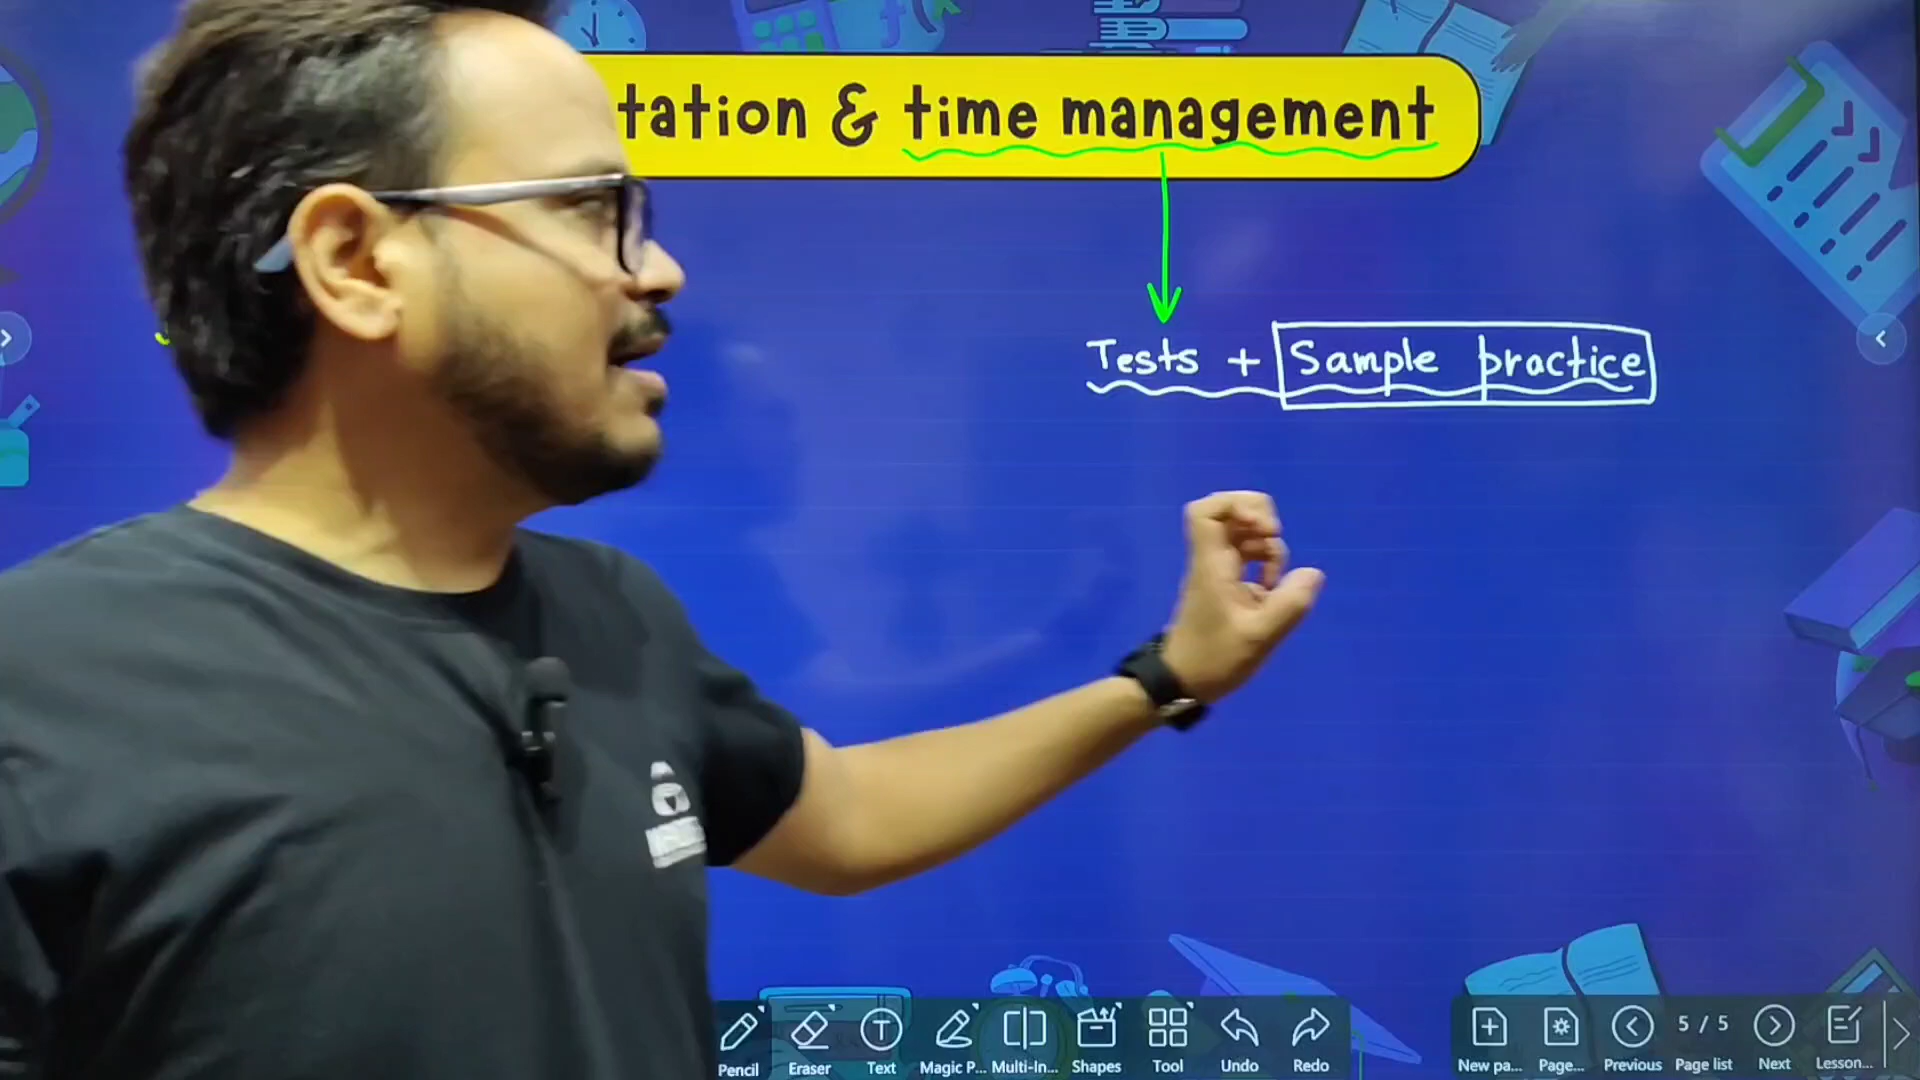 tation & time management
Tests + Sample practice
Pencil Eraser Text Magic P... Multi-In... Shapes Tool Undo Redo New pa... Page... Previous 5 / 5 Page list Next Lesson...